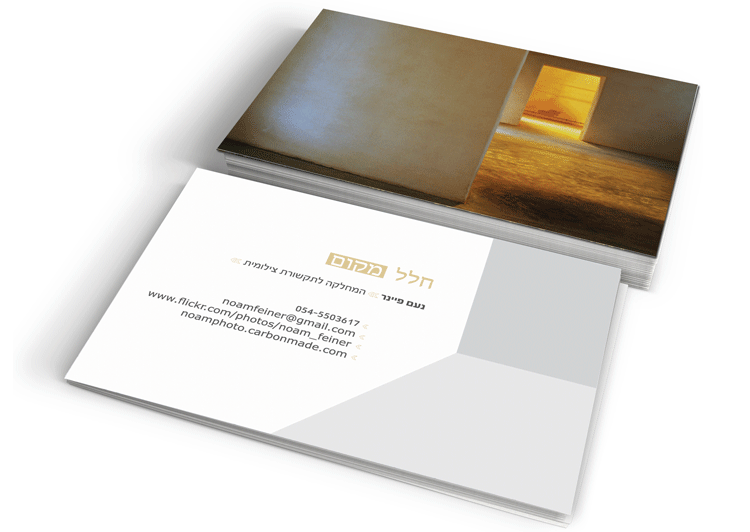 חלל מקום
נעם פיינר המחלקה לתקשורת צילומית
054-5503617
noamfeiner@gmail.com
www.flickr.com/photos/noam_feiner
noamphoto.carbonmade.com